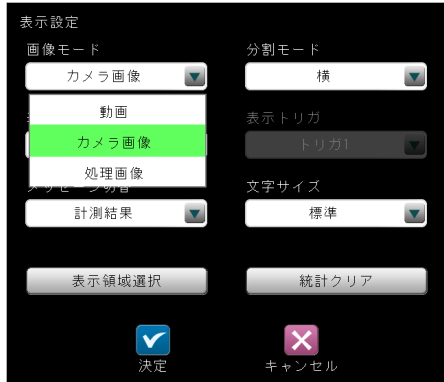 表示設定
画像モード
分割モード
カメラ画像
横
動画
表示トリガ
カメラ画像
トリガ1
処理画像
文字サイズ
計測結果
標準
表示領域選択
統計クリア
決定
キャンセル